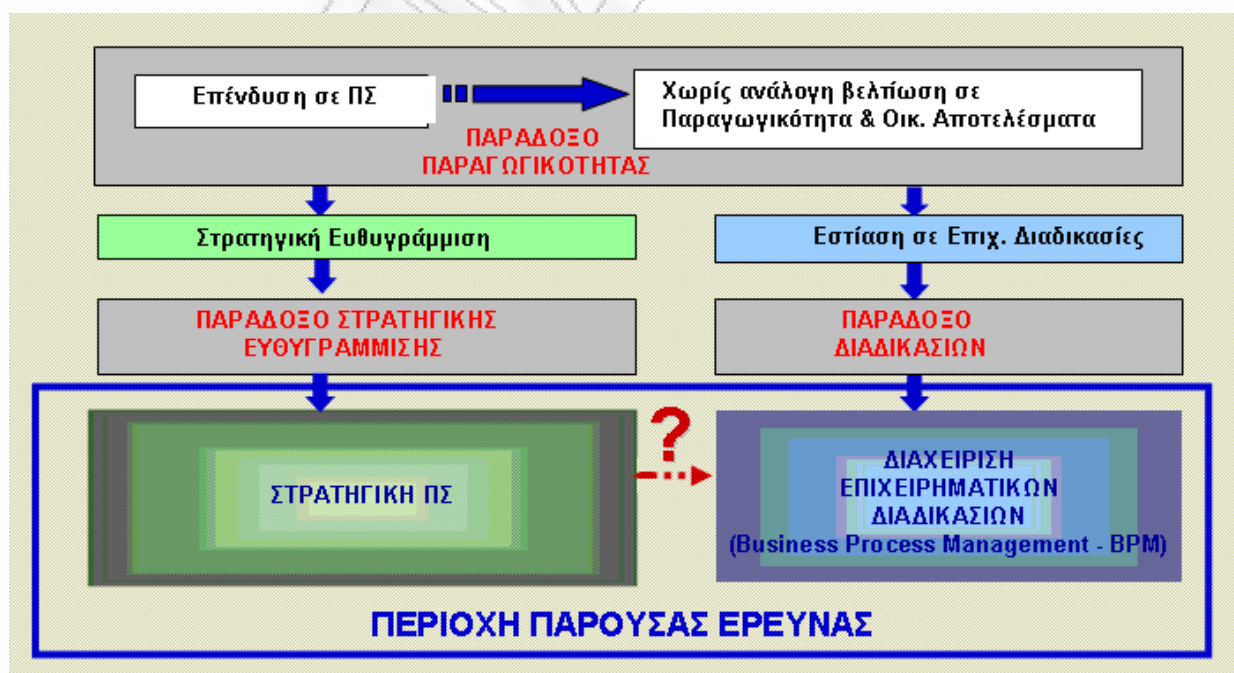 Επένδυση σε ΠΣ
Χωρίς ανάλογη βελτίωση σε
Παραγωγικότητα & Οικ. Αποτελέσματα
ΠΑΡΑΔΟΞΟ
ΠΑΡΑΓΩΓΙΚΟΤΗΤΑΣ
Στρατηγική Ευθυγράμμιση
Εστίαση σε Επιχ. Διαδικασίες
ΠΑΡΑΔΟΞΟ ΣΤΡΑΤΗΓΙΚΗΣ
ΕΥΘΥΓΡΑΜΜΙΣΗΣ
ΠΑΡΑΔΟΞΟ
ΔΙΑΔΙΚΑΣΙΩΝ
ΣΤΡΑΤΗΓΙΚΗ ΠΣ
?
ΔΙΑΧΕΙΡΙΣΗ
ΕΠΙΧΕΙΡΗΜΑΤΙΚΩΝ
ΔΙΑΔΙΚΑΣΙΩΝ
(Business Process Management - BPM)
ΠΕΡΙΟΧΗ ΠΑΡΟΥΣΑΣ ΕΡΕΥΝΑΣ